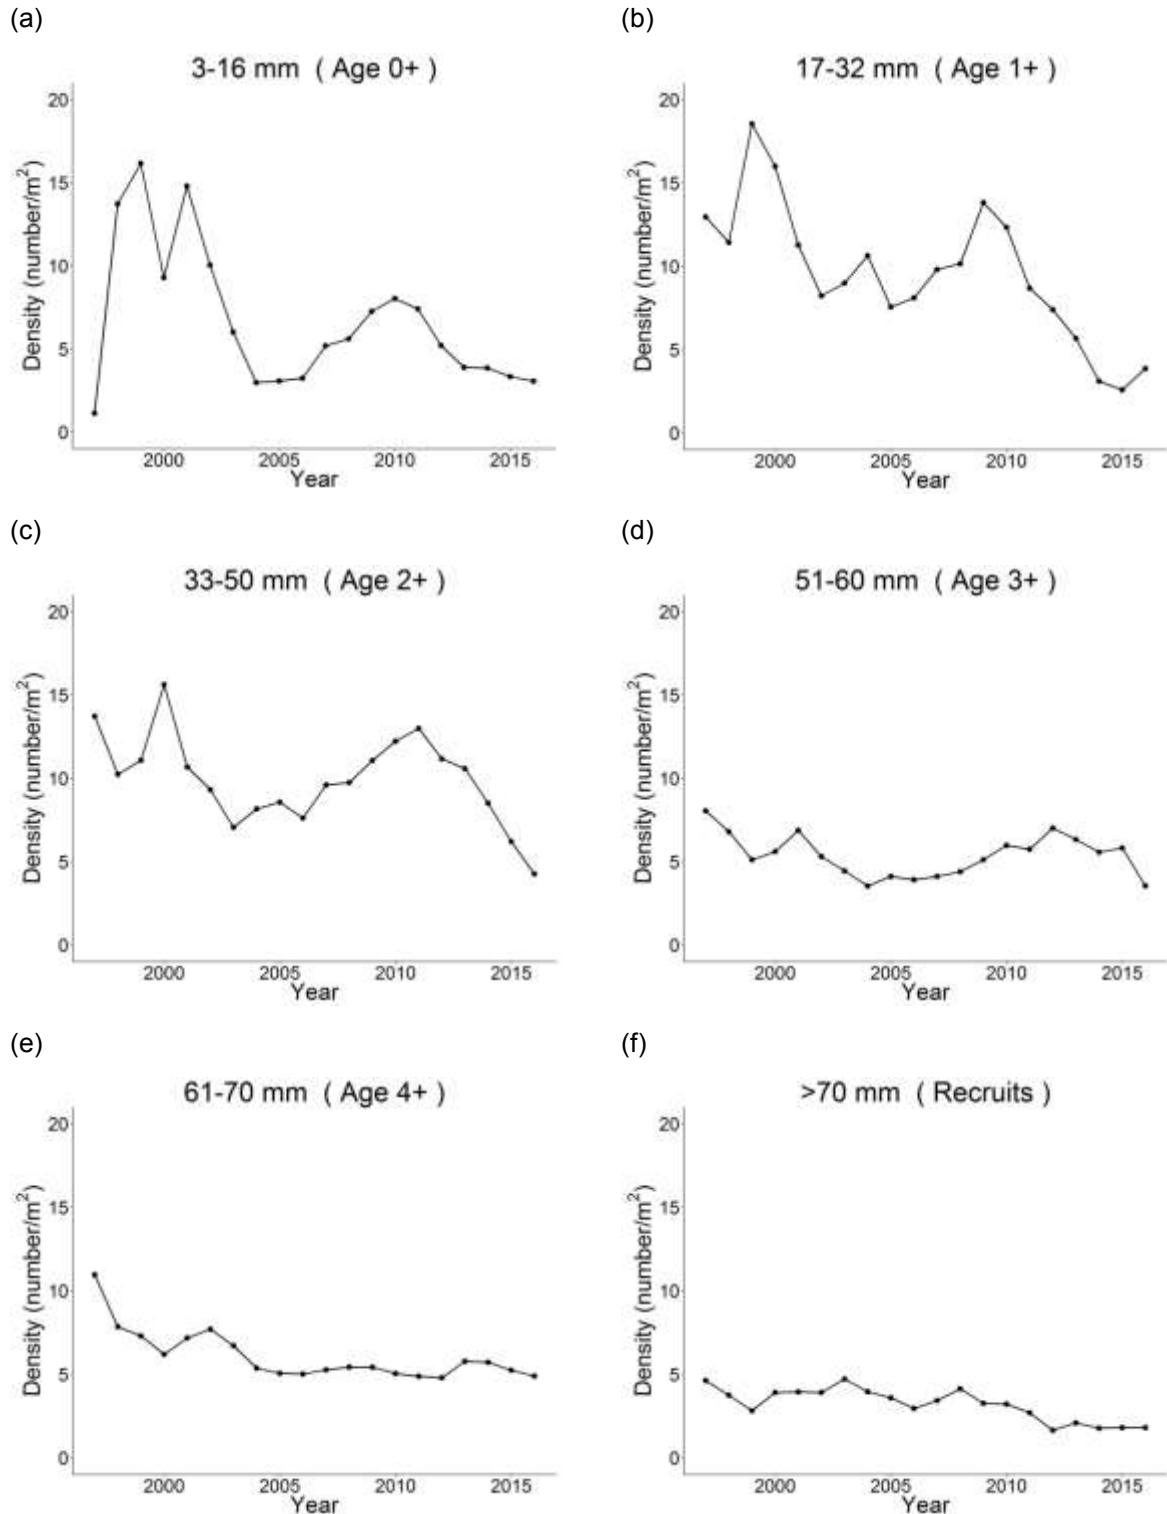 (a)
3-16 mm ( Age 0+ )
20
15
10
5
0
Density (number/m²)
2000 2005 2010 2015
Year
(b)
17-32 mm ( Age 1+ )
20
15
10
5
0
Density (number/m²)
2000 2005 2010 2015
Year
(c)
33-50 mm ( Age 2+ )
20
15
10
5
0
Density (number/m²)
2000 2005 2010 2015
Year
(d)
51-60 mm ( Age 3+ )
20
15
10
5
0
Density (number/m²)
2000 2005 2010 2015
Year
(e)
61-70 mm ( Age 4+ )
20
15
10
5
0
Density (number/m²)
2000 2005 2010 2015
Year
(f)
>70 mm ( Recruits )
20
15
10
5
0
Density (number/m²)
2000 2005 2010 2015
Year